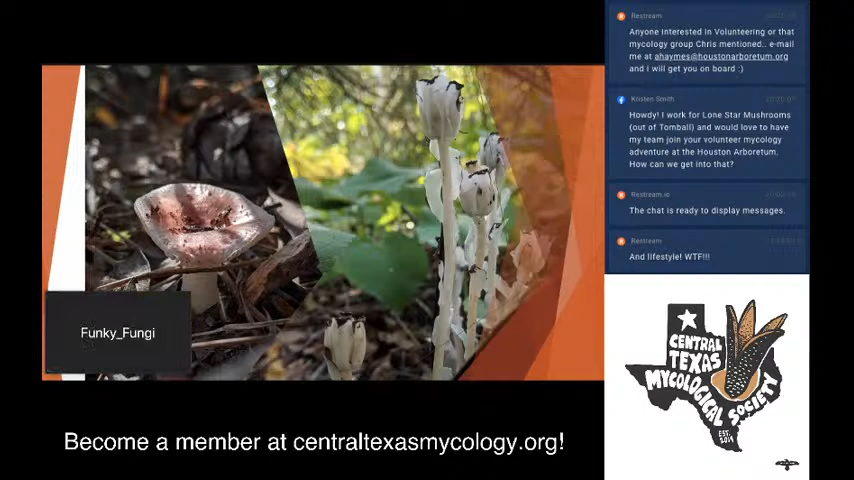 Restream
Anyone interested in Volunteering or that
mycology group Chris mentioned.. e-mail
me at ahaymes@houstonarboretum.org
and i will get you on board :)
Kristen Smith
Howdy! I work for Lone Star Mushrooms
(out of Tomball) and would love to have
my team join your volunteer mycology
adventure at the Houston Arboretum.
How can we get into that?
Restream.io
The chat is ready to display messages.
Restream
And lifestyle! WTF!!!
Funky_Fungi
CENTRAL
TEXAS
MYCOLOGICAL
SOCIETY
EST.
2019
Become a member at centraltexasmycology.org!